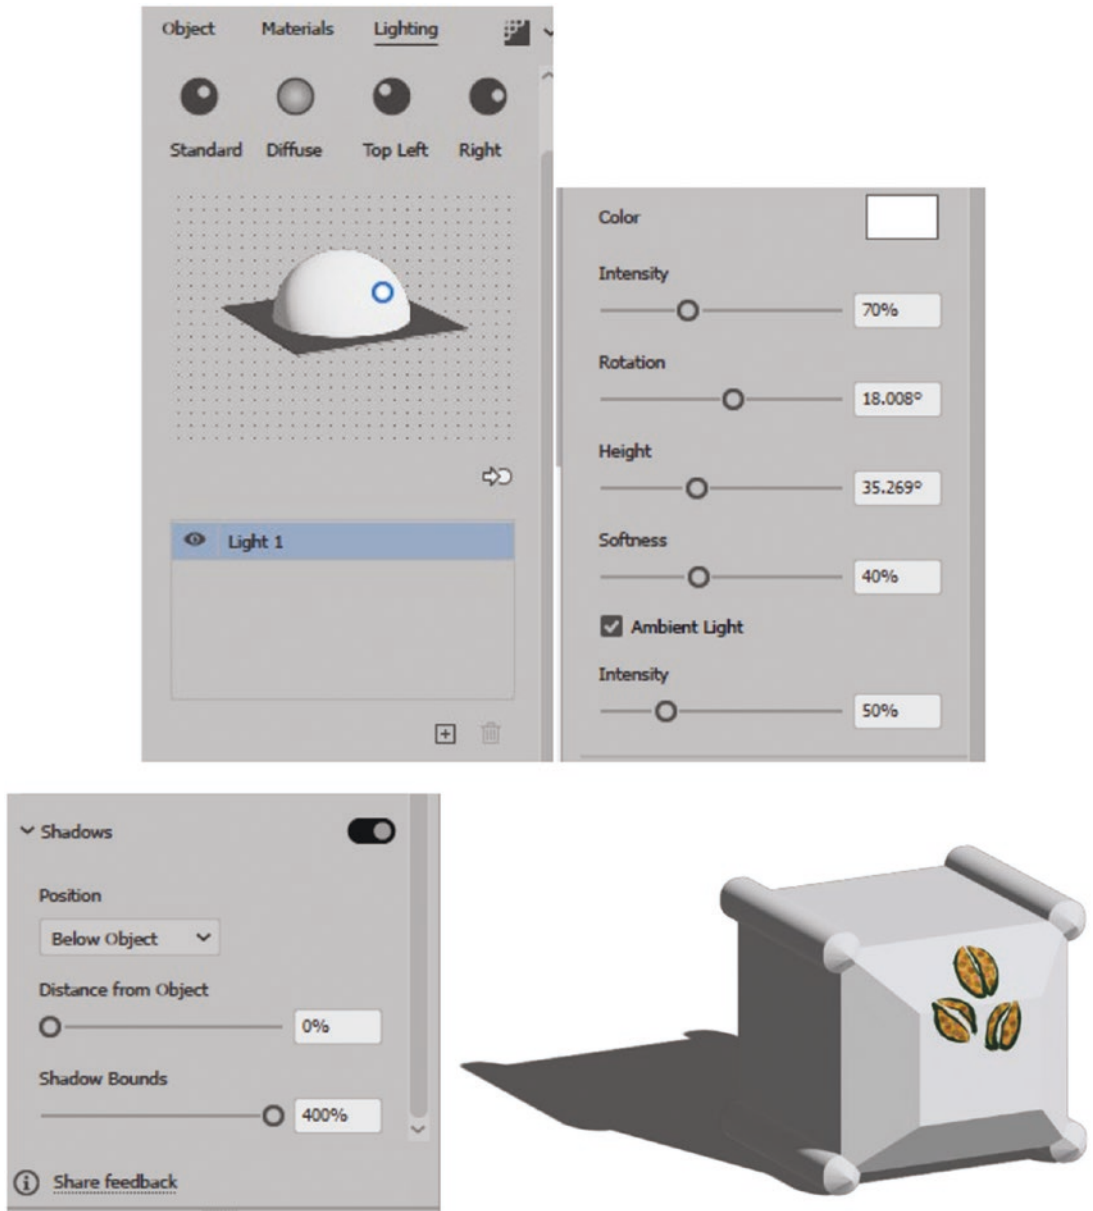 Object Materials Lighting
Standard Diffuse Top Left Right
Light 1
Color
Intensity
70%
Rotation
18.008°
Height
35.269°
Softness
40%
Ambient Light
Intensity
50%
Shadows
Position
Below Object
Distance from Object
0%
Shadow Bounds
400%
Share feedback